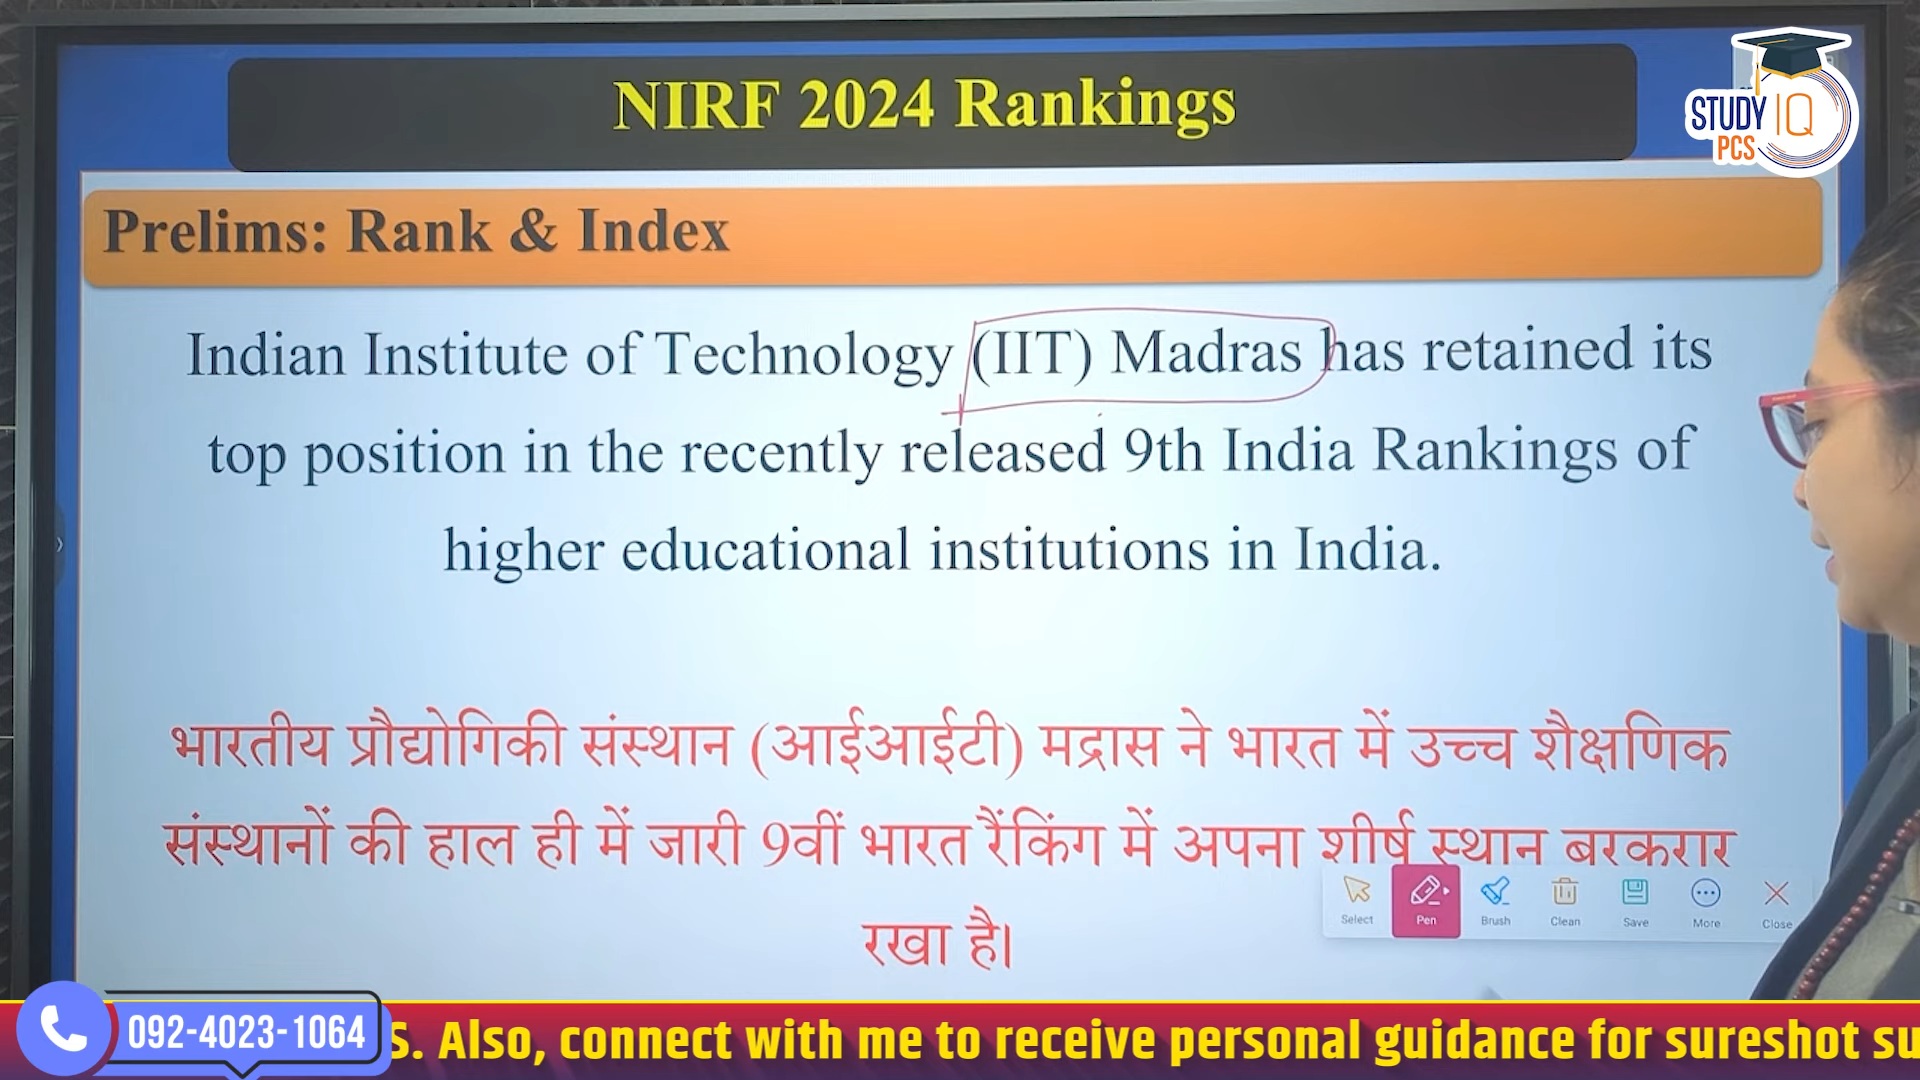 NIRF 2024 Rankings
STUDY IQ
PCS
Prelims: Rank & Index
Indian Institute of Technology (IIT) Madras has retained its
top position in the recently released 9th India Rankings of
higher educational institutions in India.
भारतीय प्रौद्योगिकी संस्थान (आईआईटी) मद्रास ने भारत में उच्च शैक्षणिक
संस्थानों की हाल ही में जारी 9वीं भारत रैंकिंग में अपना शीर्ष स्थान बरकरार
रखा है।
Select Pen Brush Clean Save More Close
092-4023-1064
S. Also, connect with me to receive personal guidance for sureshot su